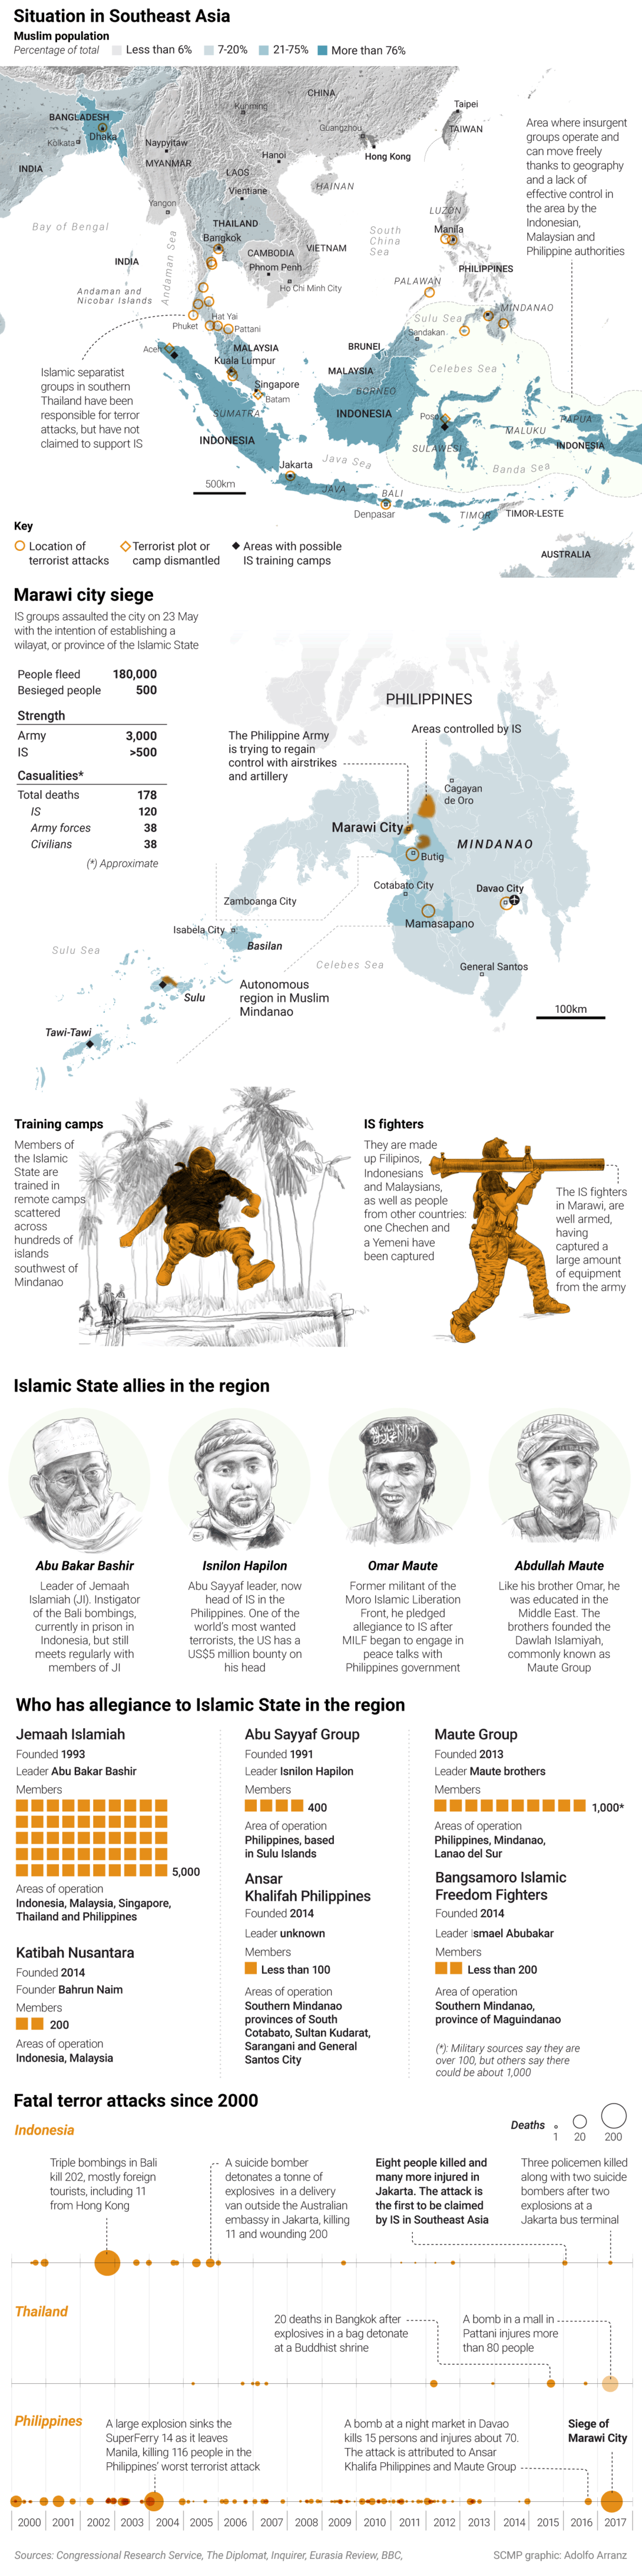 Situation in Southeast Asia
Muslim population
Percentage of total
Less than 6%
7-20%
21-75%
More than 76%
CHINA
Kunming
Taipei
BANGLADESH
Dhaka
Guangzhou
TAIWAN
Kolkata
Naypyitaw
Hanoi
Hong Kong
MYANMAR
INDIA
LAOS
HAINAN
Vientiane
Yangon
LUZON
Bay of Bengal
THAILAND
South
China
Sea
Manila
Bangkok
CAMBODIA
VIETNAM
INDIA
Andaman Sea
Phnom Penh
PHILIPPINES
Ho Chi Minh City
PALAWAN
Andaman and
Nicobar Islands
MINDANAO
Hat Yai
Sulu Sea
Phuket
Pattani
Sandakan
Aceh
MALAYSIA
BRUNEI
Kuala Lumpur
Celebes Sea
MALAYSIA
Singapore
Batam
BORNEO
SUMATRA
INDONESIA
Poso
PAPUA
MALUKU
INDONESIA
SULAWESI
INDONESIA
Java Sea
Jakarta
Banda Sea
500km
JAVA
BALI
Denpasar
TIMOR
TIMOR-LESTE
AUSTRALIA
Area where insurgent
groups operate and
can move freely
thanks to geography
and a lack of
effective control in
the area by the
Indonesian,
Malaysian and
Philippine authorities
Islamic separatist
groups in southern
Thailand have been
responsible for terror
attacks, but have not
claimed to support IS
Key
Location of
terrorist attacks
Terrorist plot or
camp dismantled
Areas with possible
IS training camps
Marawi city siege
IS groups assaulted the city on 23 May
with the intention of establishing a
wilayat, or province of the Islamic State
People fleed 180,000
Besieged people 500
Strength
Army 3,000
IS >500
Casualities*
Total deaths 178
IS 120
Army forces 38
Civilians 38
(*) Approximate
PHILIPPINES
The Philippine Army
is trying to regain
control with airstrikes
and artillery
Areas controlled by IS
Cagayan
de Oro
Marawi City
MINDANAO
Butig
Cotabato City
Davao City
Zamboanga City
Mamasapano
Isabela City
Basilan
Sulu Sea
Celebes Sea
General Santos
Sulu
Autonomous
region in Muslim
Mindanao
100km
Tawi-Tawi
Training camps
Members of
the Islamic
State are
trained in
remote camps
scattered
across
hundreds of
islands
southwest of
Mindanao
IS fighters
They are made
up Filipinos,
Indonesians
and Malaysians,
as well as people
from other countries:
one Chechen and
a Yemeni have
been captured
The IS fighters
in Marawi, are
well armed,
having
captured a
large amount
of equipment
from the army
Islamic State allies in the region
Abu Bakar Bashir
Leader of Jemaah
Islamiah (JI). Instigator
of the Bali bombings,
currently in prison in
Indonesia, but still
meets regularly with
members of JI
Isnilon Hapilon
Abu Sayyaf leader, now
head of IS in the
Philippines. One of the
world's most wanted
terrorists, the US has a
US$5 million bounty on
his head
Omar Maute
Former militant of the
Moro Islamic Liberation
Front, he pledged
allegiance to IS after
MILF began to engage in
peace talks with
Philippines government
Abdullah Maute
Like his brother Omar, he
was educated in the
Middle East. The
brothers founded the
Dawlah Islamiyah,
commonly known as
Maute Group
Who has allegiance to Islamic State in the region
Jemaah Islamiah
Founded 1993
Leader Abu Bakar Bashir
Members
5,000
Areas of operation
Indonesia, Malaysia, Singapore,
Thailand and Philippines
Katibah Nusantara
Founded 2014
Founder Bahrun Naim
Members
200
Areas of operation
Indonesia, Malaysia
Abu Sayyaf Group
Founded 1991
Leader Isnilon Hapilon
Members
400
Area of operation
Philippines, based
in Sulu Islands
Ansar
Khalifah Philippines
Founded 2014
Leader unknown
Members
Less than 100
Areas of operation
Southern Mindanao
provinces of South
Cotabato, Sultan Kudarat,
Sarangani and General
Santos City
Maute Group
Founded 2013
Leader Maute brothers
Members
1,000*
Areas of operation
Philippines, Mindanao,
Lanao del Sur
Bangsamoro Islamic
Freedom Fighters
Founded 2014
Leader Ismael Abubakar
Members
Less than 200
Area of operation
Southern Mindanao,
province of Maguindanao
(*): Military sources say they are
over 100, but others say there
could be about 1,000
Fatal terror attacks since 2000
Deaths
1
20
200
Indonesia
Triple bombings in Bali
kill 202, mostly foreign
tourists, including 11
from Hong Kong
A suicide bomber
detonates a tonne of
explosives in a delivery
van outside the Australian
embassy in Jakarta, killing
11 and wounding 200
Eight people killed and
many more injured in
Jakarta. The attack is
the first to be claimed
by IS in Southeast Asia
Three policemen killed
along with two suicide
bombers after two
explosions at a
Jakarta bus terminal
Thailand
20 deaths in Bangkok after
explosives in a bag detonate
at a Buddhist shrine
A bomb in a mall in
Pattani injures more
than 80 people
Philippines
A large explosion sinks the
SuperFerry 14 as it leaves
Manila, killing 116 people in the
Philippines' worst terrorist attack
A bomb at a night market in Davao
kills 15 persons and injures about 70.
The attack is attributed to Ansar
Khalifa Philippines and Maute Group
Siege of
Marawi City
2000 2001 2002 2003 2004 2005 2006 2007 2008 2009 2010 2011 2012 2013 2014 2015 2016 2017
Sources: Congressional Research Service, The Diplomat, Inquirer, Eurasia Review, BBC,
SCMP graphic: Adolfo Arranz